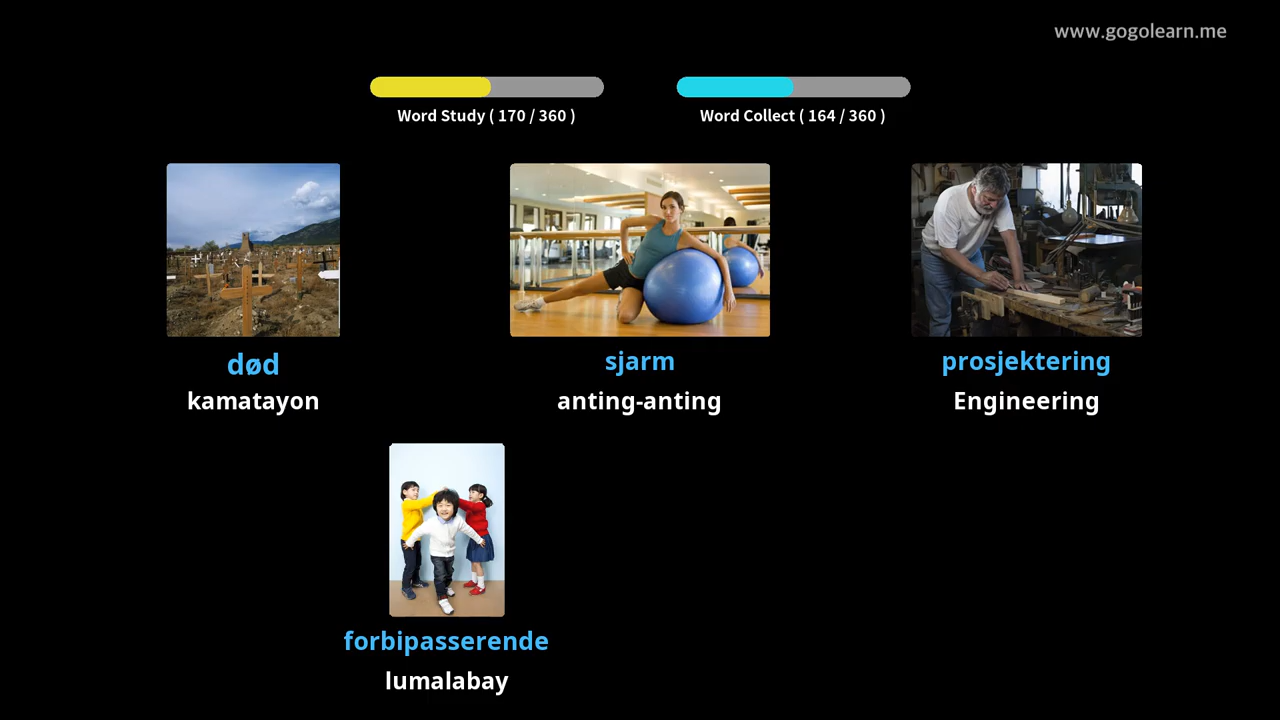 www.gogolearn.me
Word Study ( 170 / 360 )
Word Collect ( 164 / 360 )
død
kamatayon
sjarm
anting-anting
prosjektering
Engineering
forbipasserende
lumalabay